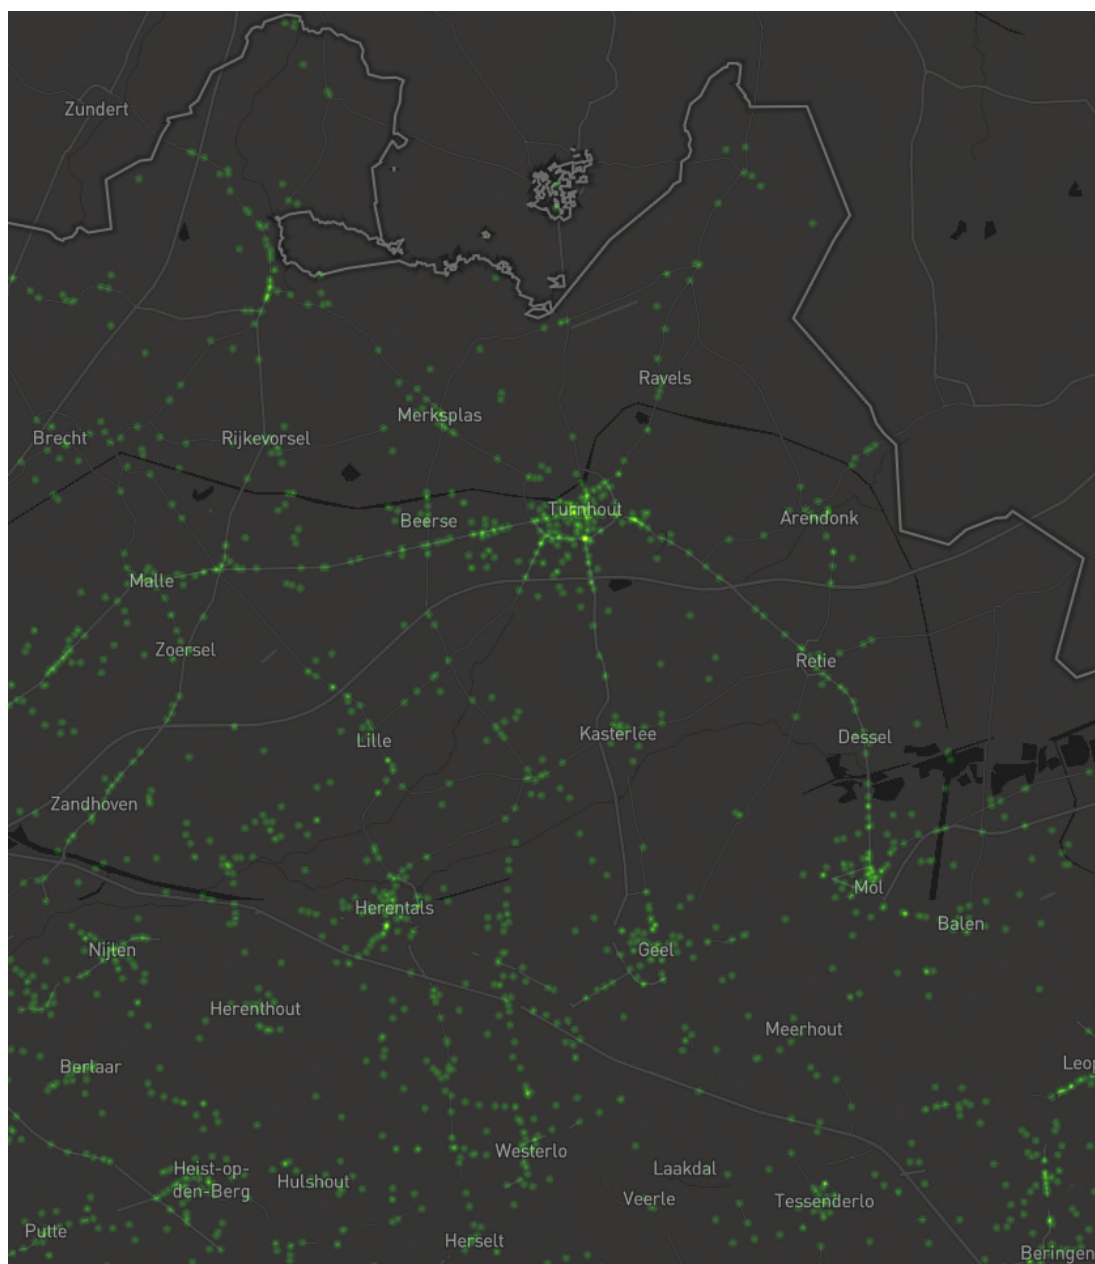 Zundert
Ravels
Merksplas
Brecht
Rijkevorsel
Turnhout
Beerse
Arendonk
Malle
Zoersel
Retie
Kasterlee
Dessel
Lille
Zandhoven
Mol
Herentals
Balen
Nijlen
Geel
Herenthout
Meerhout
Berlaar
Leop
Westerlo
Heist-op-
den-Berg
Laakdal
Hulshout
Veerle
Tessenderlo
Putte
Herselt
Beringen